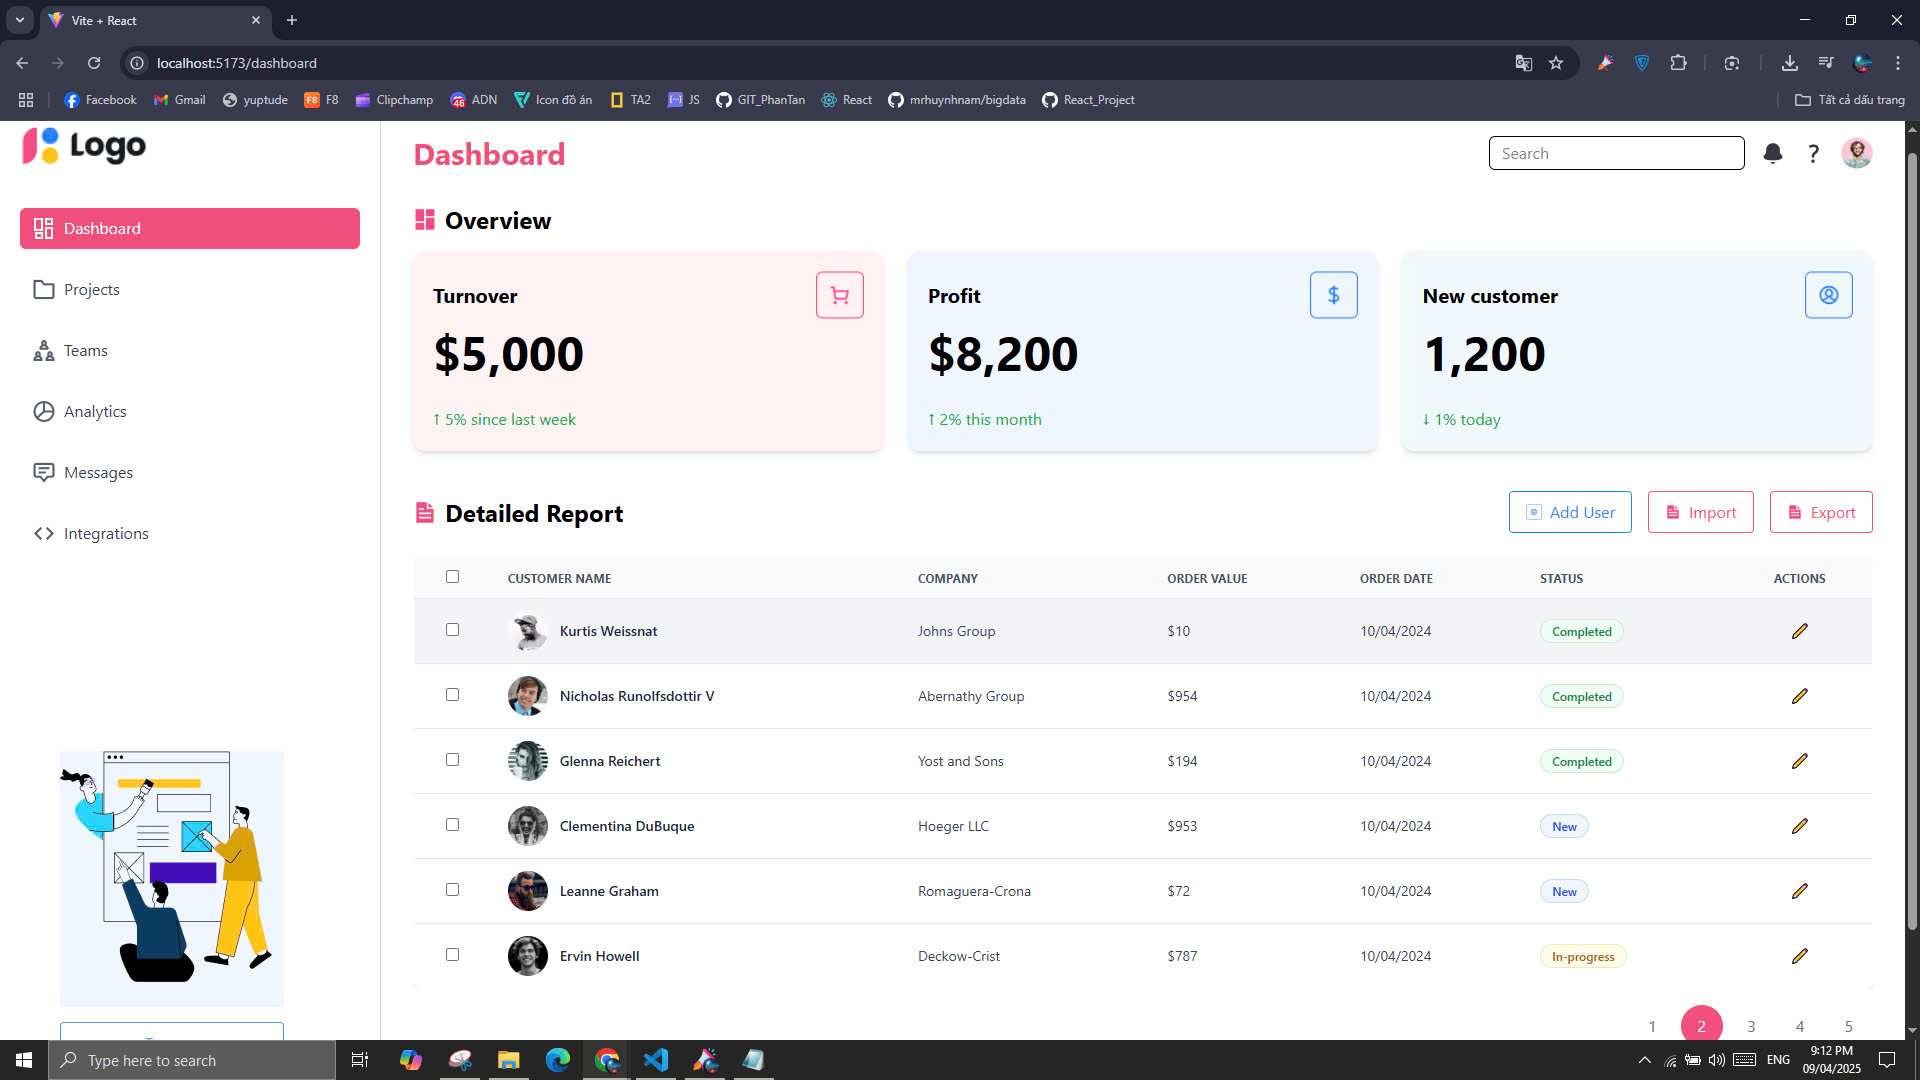 Vite + React
localhost:5173/dashboard
Facebook Gmail yuptude F8 F8 Clipchamp 46 ADN Icon đồ án TA2 JS GIT_PhanTan React mrhuynhnam/bigdata React_Project Tất cả dấu trang
Logo
Dashboard
Projects
Teams
Analytics
Messages
Integrations
Dashboard
Search
?
Overview
Turnover
$5,000
↑ 5% since last week
Profit
$
$8,200
↑ 2% this month
New customer
1,200
↓ 1% today
Detailed Report
Add User
Import
Export
CUSTOMER NAME COMPANY ORDER VALUE ORDER DATE STATUS ACTIONS
Kurtis Weissnat Johns Group $10 10/04/2024 Completed
Nicholas Runolfsdottir V Abernathy Group $954 10/04/2024 Completed
Glenna Reichert Yost and Sons $194 10/04/2024 Completed
Clementina DuBuque Hoeger LLC $953 10/04/2024 New
Leanne Graham Romaguera-Crona $72 10/04/2024 New
Ervin Howell Deckow-Crist $787 10/04/2024 In-progress
1 2 3 4 5
Type here to search
ENG
9:12 PM
09/04/2025